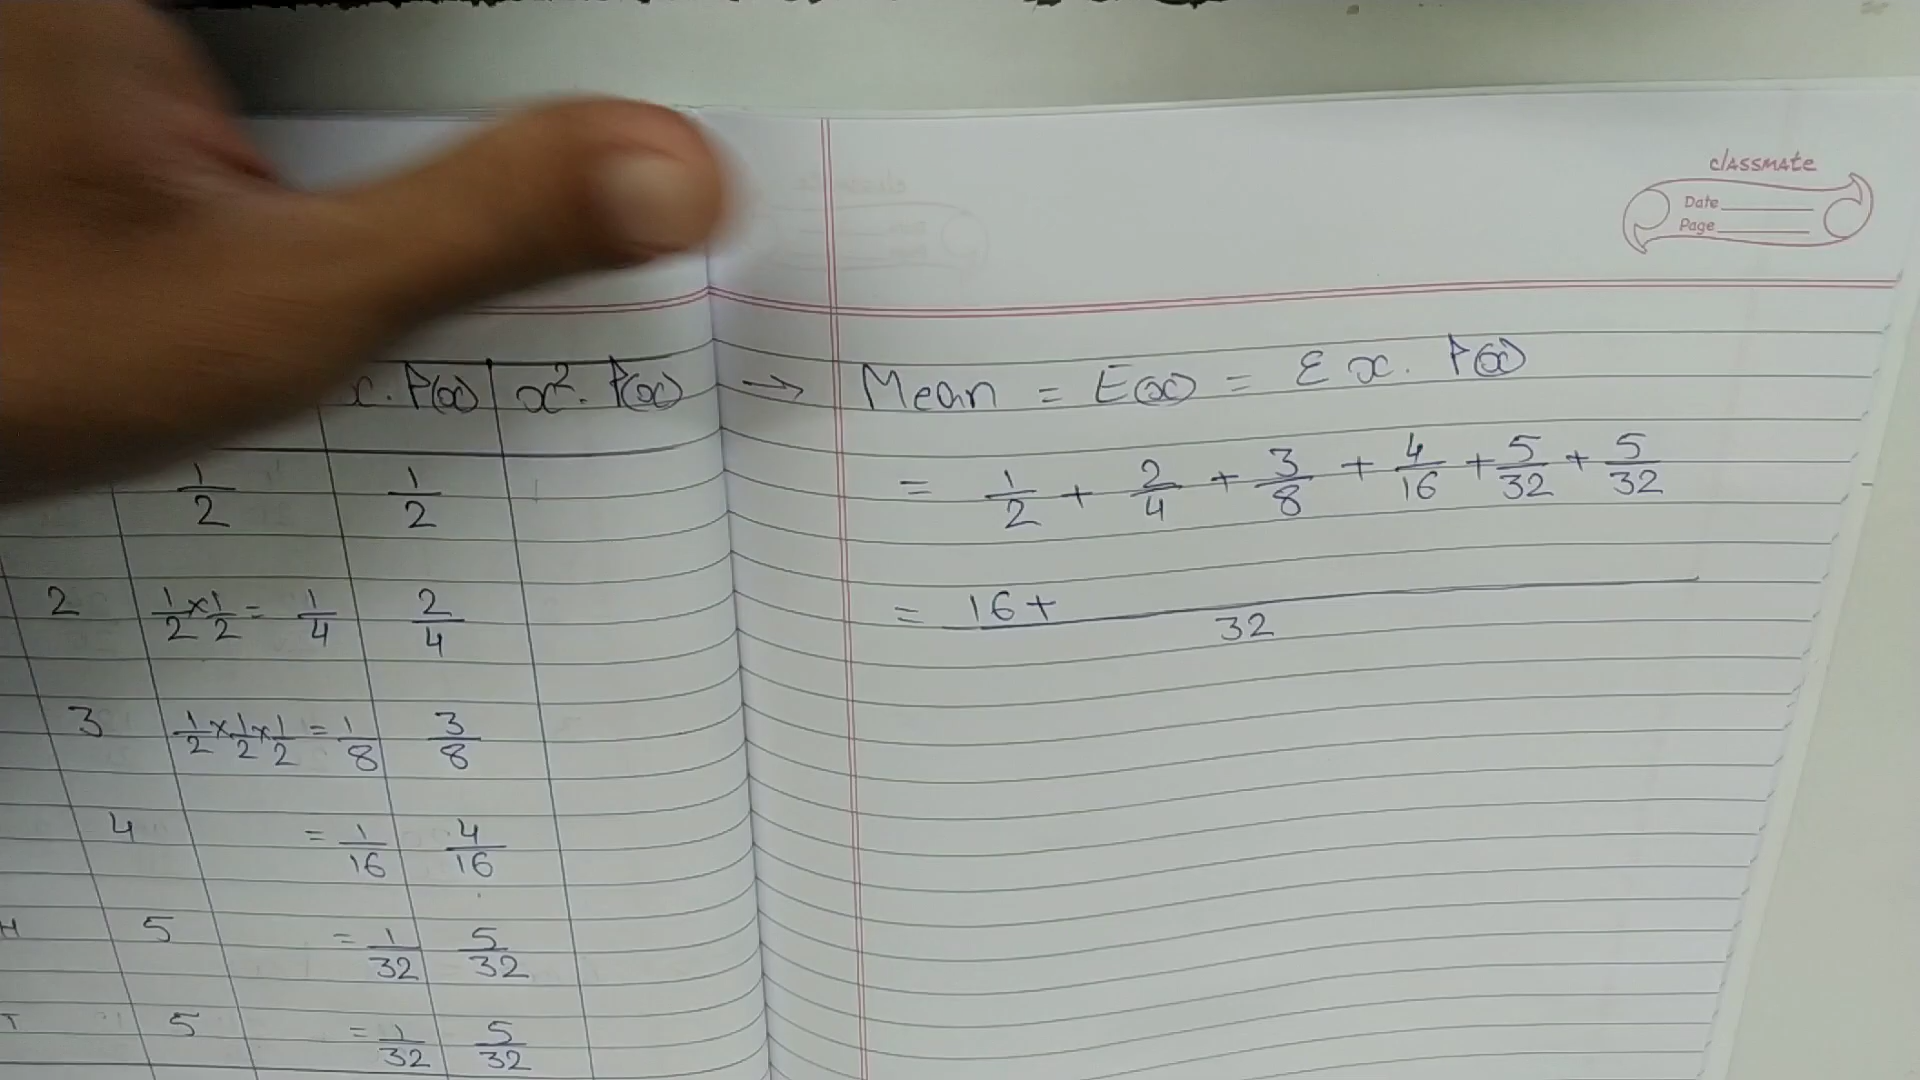 classmate
Date
Page
x. P(x) x². P(x) → Mean = E(x) = Σ x. P(x)
1/2 1/2 = 1/2 + 2/4 + 3/8 + 4/16 + 5/32 + 5/32
2 1/2 × 1/2 = 1/4 2/4 = 16+ / 32
3 1/2 × 1/2 × 1/2 = 1/8 3/8
4 = 1/16 4/16
H 5 = 1/32 5/32
T 5 = 1/32 5/32